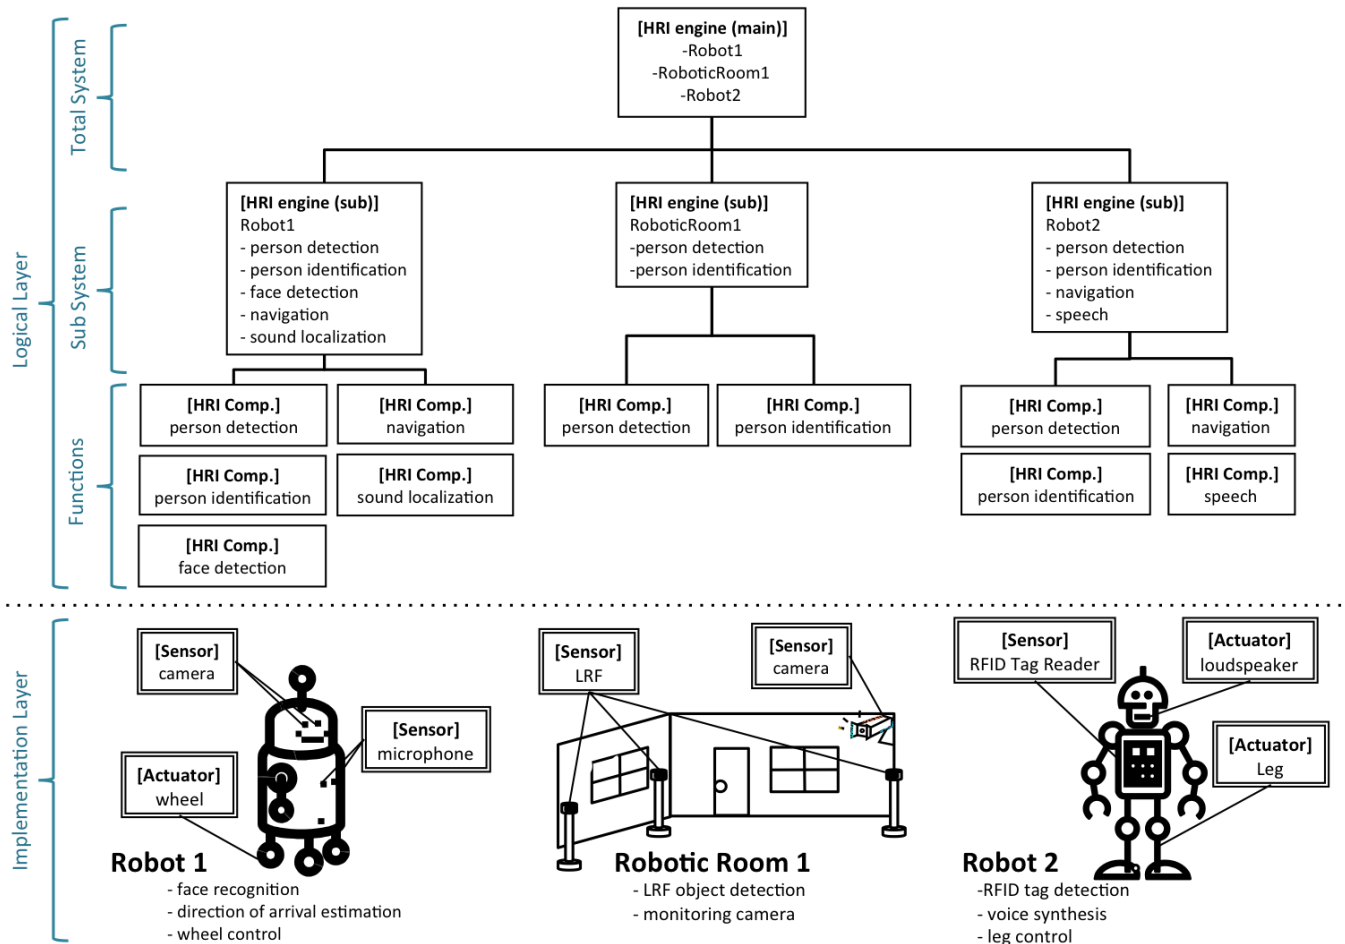 [HRI engine (main)]
-Robot1
-RoboticRoom1
-Robot2
Total System
Logical Layer
Sub System
[HRI engine (sub)]
Robot1
- person detection
- person identification
- face detection
- navigation
- sound localization
[HRI engine (sub)]
RoboticRoom1
-person detection
-person identification
[HRI engine (sub)]
Robot2
- person detection
- person identification
- navigation
- speech
Functions
[HRI Comp.]
person detection
[HRI Comp.]
navigation
[HRI Comp.]
person identification
[HRI Comp.]
sound localization
[HRI Comp.]
face detection
[HRI Comp.]
person detection
[HRI Comp.]
person identification
[HRI Comp.]
person detection
[HRI Comp.]
navigation
[HRI Comp.]
person identification
[HRI Comp.]
speech
Implementation Layer
[Sensor]
camera
[Sensor]
microphone
[Actuator]
wheel
Robot 1
- face recognition
- direction of arrival estimation
- wheel control
[Sensor]
LRF
[Sensor]
camera
Robotic Room 1
- LRF object detection
- monitoring camera
[Sensor]
RFID Tag Reader
[Actuator]
loudspeaker
[Actuator]
Leg
Robot 2
-RFID tag detection
- voice synthesis
- leg control